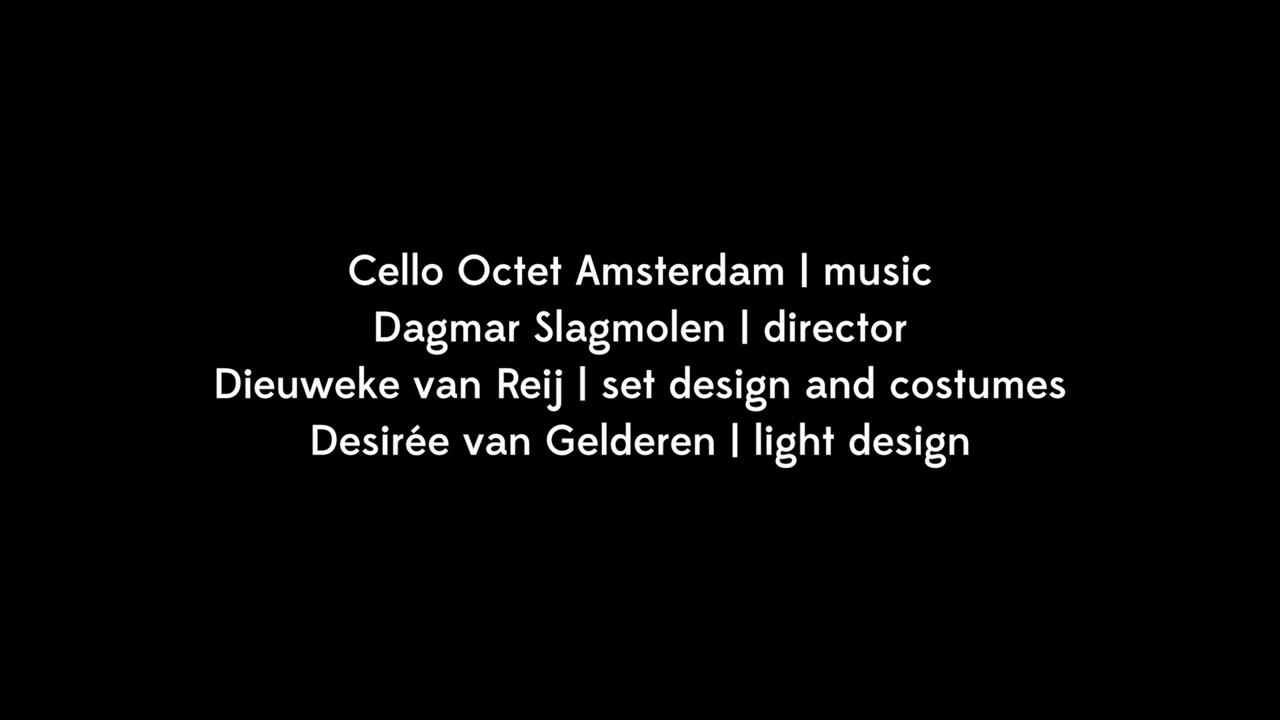 Cello Octet Amsterdam | music
Dagmar Slagmolen | director
Dieuweke van Reij | set design and costumes
Desirée van Gelderen | light design